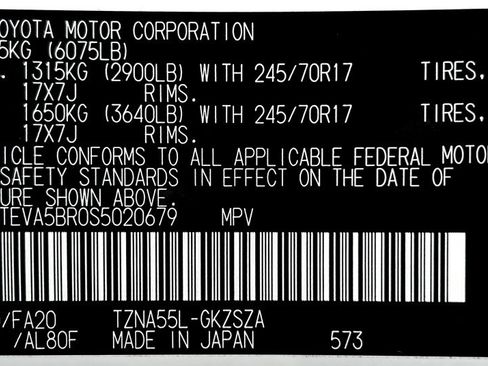 OYOTA MOTOR CORPORATION
5KG (6075LB)
. 1315KG (2900LB) WITH 245/70R17 TIRES,
17X7J RIMS.
1650KG (3640LB) WITH 245/70R17 TIRES,
17X7J RIMS.
ICLE CONFORMS TO ALL APPLICABLE FEDERAL MOTO
SAFETY STANDARDS IN EFFECT ON THE DATE OF
URE SHOWN ABOVE.
TEVA5BR0S5020679 MPV
/FA20 TZNA55L-GKZSZA
/AL80F MADE IN JAPAN 573